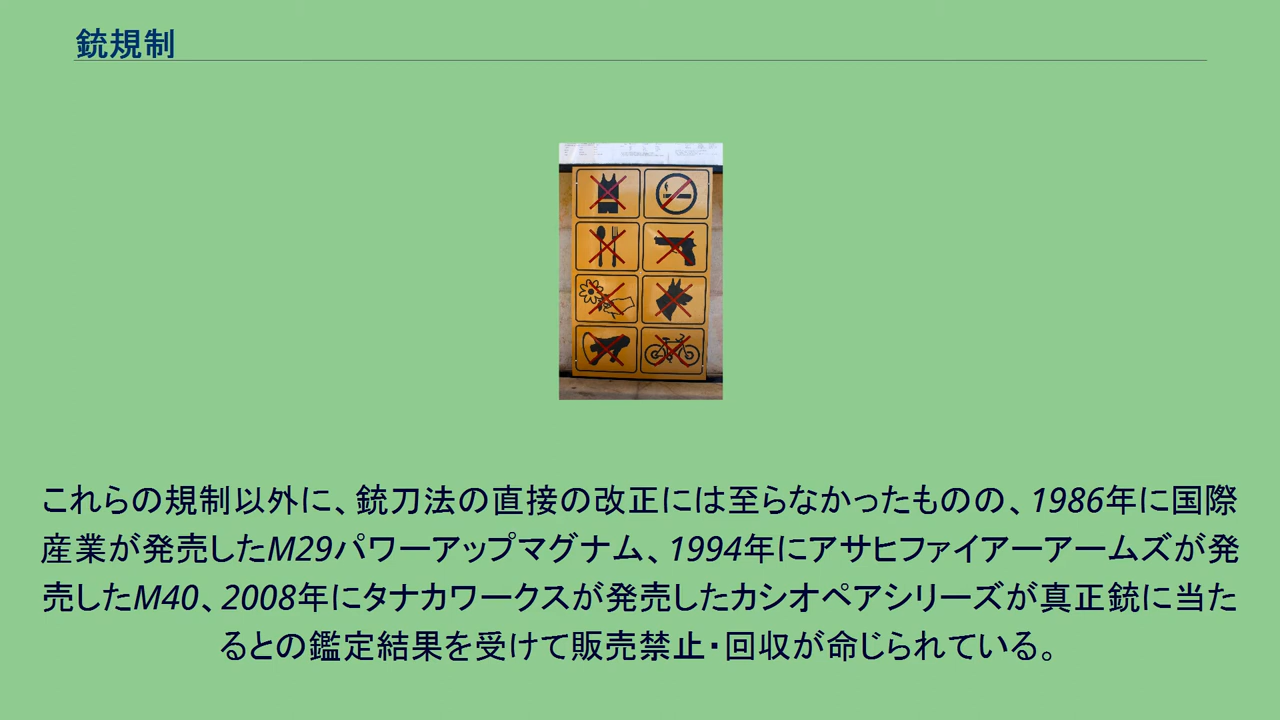 銃規制
これらの規制以外に、銃刀法の直接の改正には至らなかったものの、1986年に国際
産業が発売したM29パワーアップマグナム、1994年にアサヒファイアーアームズが発
売したM40、2008年にタナカワークスが発売したカシオペアシリーズが真正銃に当た
るとの鑑定結果を受けて販売禁止・回収が命じられている。